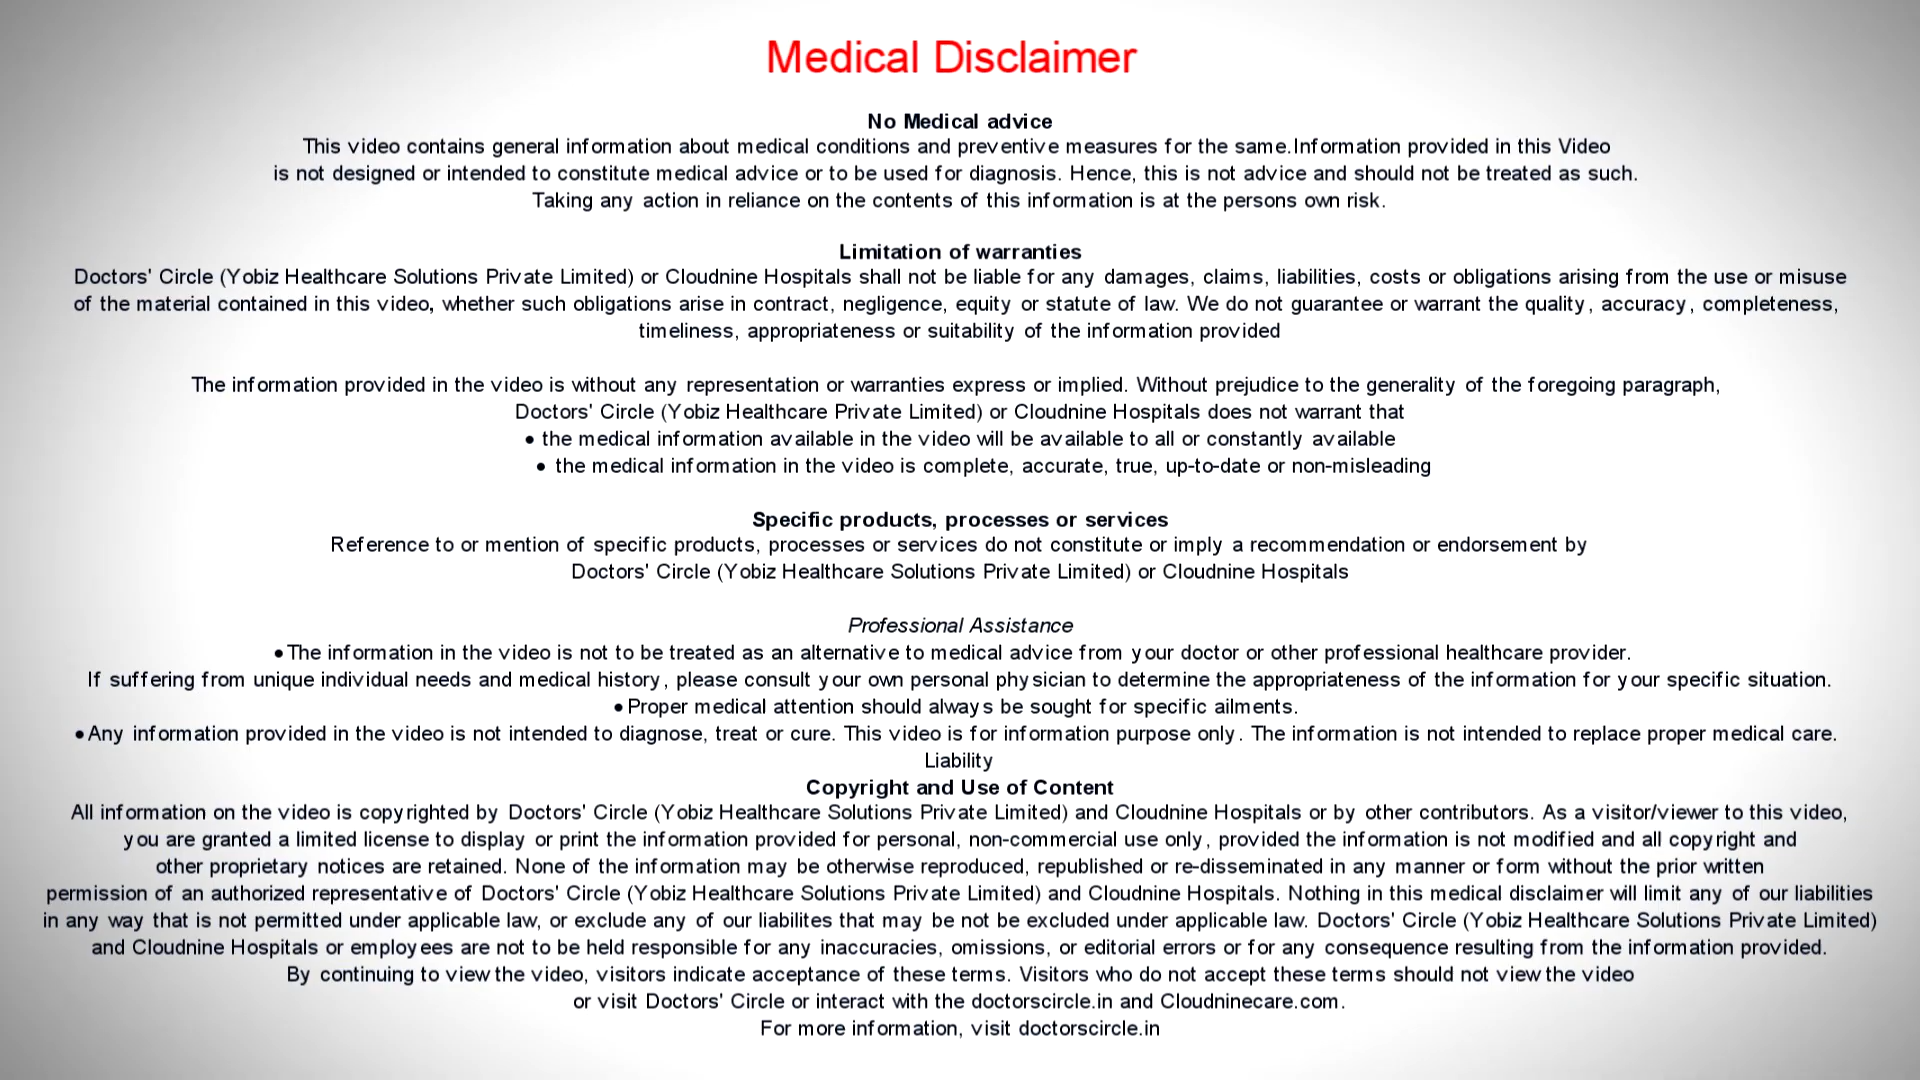 Medical Disclaimer
No Medical advice
This video contains general information about medical conditions and preventive measures for the same.Information provided in this Video
is not designed or intended to constitute medical advice or to be used for diagnosis. Hence, this is not advice and should not be treated as such.
Taking any action in reliance on the contents of this information is at the persons own risk.
Limitation of warranties
Doctors' Circle (Yobiz Healthcare Solutions Private Limited) or Cloudnine Hospitals shall not be liable for any damages, claims, liabilities, costs or obligations arising from the use or misuse
of the material contained in this video, whether such obligations arise in contract, negligence, equity or statute of law. We do not guarantee or warrant the quality, accuracy, completeness,
timeliness, appropriateness or suitability of the information provided
The information provided in the video is without any representation or warranties express or implied. Without prejudice to the generality of the foregoing paragraph,
Doctors' Circle (Yobiz Healthcare Private Limited) or Cloudnine Hospitals does not warrant that
• the medical information available in the video will be available to all or constantly available
• the medical information in the video is complete, accurate, true, up-to-date or non-misleading
Specific products, processes or services
Reference to or mention of specific products, processes or services do not constitute or imply a recommendation or endorsement by
Doctors' Circle (Yobiz Healthcare Solutions Private Limited) or Cloudnine Hospitals
Professional Assistance
•The information in the video is not to be treated as an alternative to medical advice from your doctor or other professional healthcare provider.
If suffering from unique individual needs and medical history, please consult your own personal physician to determine the appropriateness of the information for your specific situation.
•Proper medical attention should always be sought for specific ailments.
•Any information provided in the video is not intended to diagnose, treat or cure. This video is for information purpose only. The information is not intended to replace proper medical care.
Liability
Copyright and Use of Content
All information on the video is copyrighted by Doctors' Circle (Yobiz Healthcare Solutions Private Limited) and Cloudnine Hospitals or by other contributors. As a visitor/viewer to this video,
you are granted a limited license to display or print the information provided for personal, non-commercial use only, provided the information is not modified and all copyright and
other proprietary notices are retained. None of the information may be otherwise reproduced, republished or re-disseminated in any manner or form without the prior written
permission of an authorized representative of Doctors' Circle (Yobiz Healthcare Solutions Private Limited) and Cloudnine Hospitals. Nothing in this medical disclaimer will limit any of our liabilities
in any way that is not permitted under applicable law, or exclude any of our liabilites that may be not be excluded under applicable law. Doctors' Circle (Yobiz Healthcare Solutions Private Limited)
and Cloudnine Hospitals or employees are not to be held responsible for any inaccuracies, omissions, or editorial errors or for any consequence resulting from the information provided.
By continuing to view the video, visitors indicate acceptance of these terms. Visitors who do not accept these terms should not view the video
or visit Doctors' Circle or interact with the doctorscircle.in and Cloudninecare.com.
For more information, visit doctorscircle.in